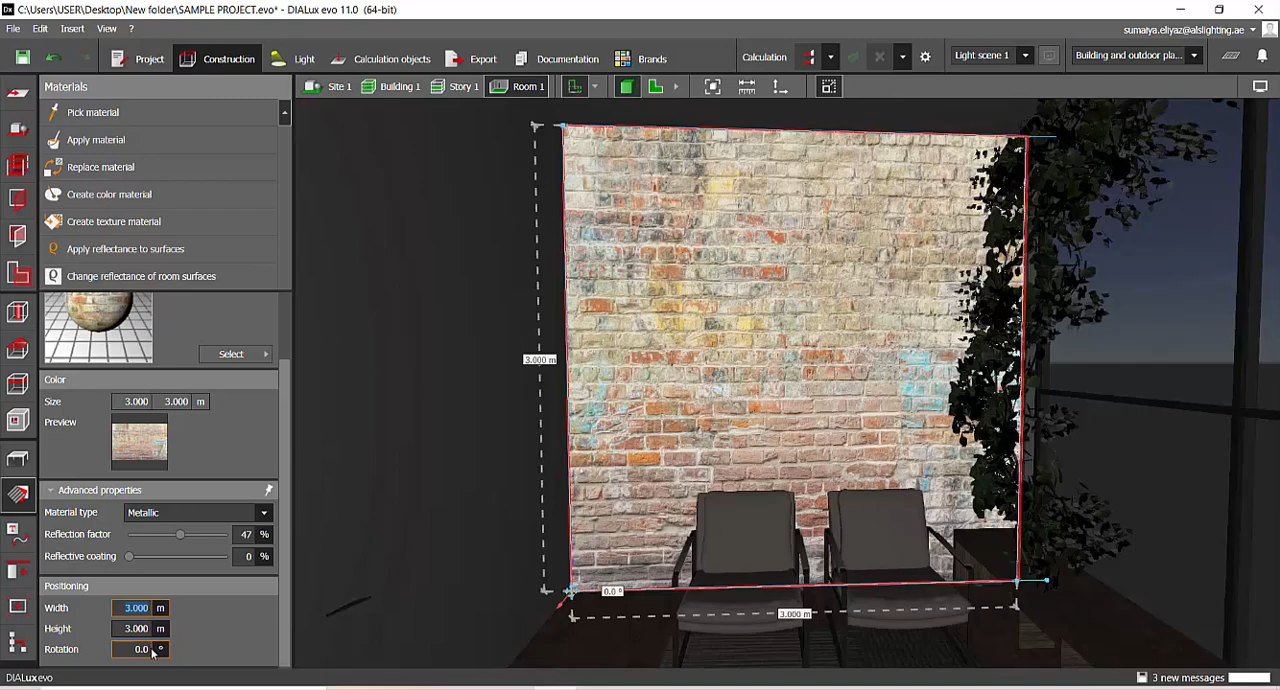 C:\Users\USER\Desktop\New folder\SAMPLE PROJECT.evo* - DIALux evo 11.0 (64-bit)
File Edit Insert View ?
sumaiya.eliyaz@alslighting.ae
Project Construction Light Calculation objects Export Documentation Brands Calculation Light scene 1 Building and outdoor pla...
Materials
Site 1 Building 1 Story 1 Room 1
Pick material
Apply material
Replace material
Create color material
Create texture material
Apply reflectance to surfaces
Change reflectance of room surfaces
Select
Color
Size 3.000 3.000 m
Preview
Advanced properties
Material type Metallic
Reflection factor 47 %
Reflective coating 0 %
Positioning
Width 3.000 m
Height 3.000 m
Rotation 0.0 °
3.000 m
0.0 °
3.000 m
DIALux evo
3 new messages